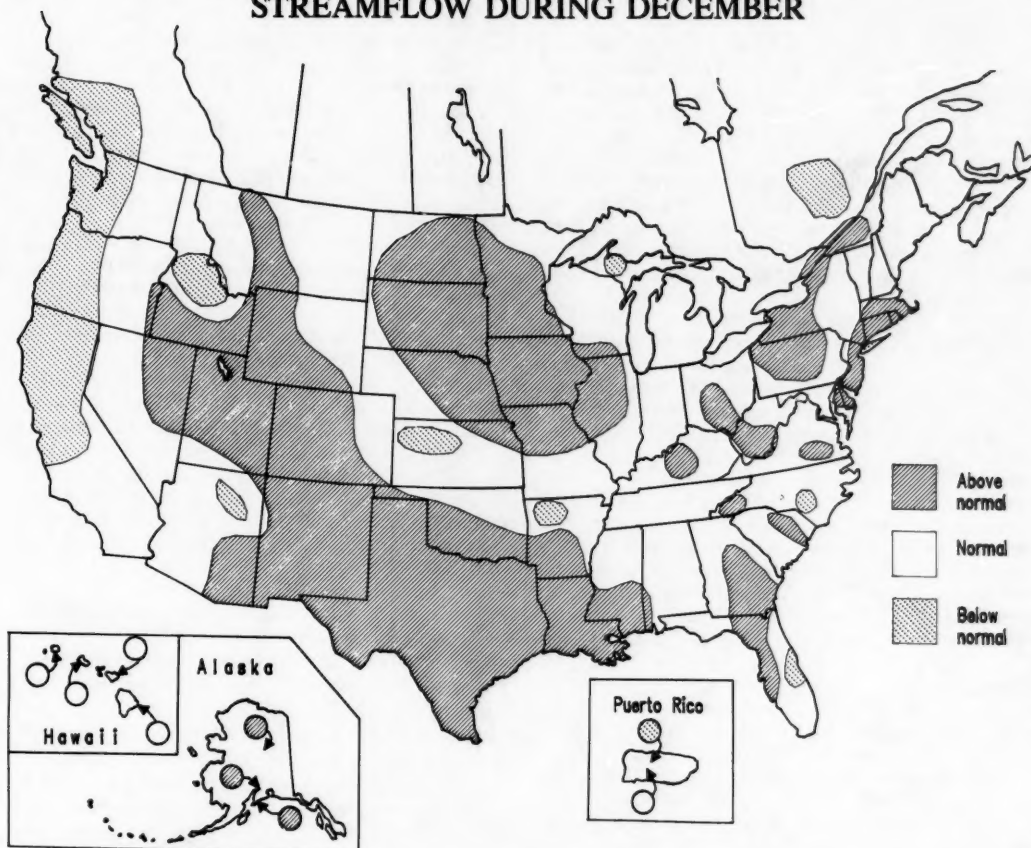 STREAMFLOW DURING DECEMBER
Above
normal
Normal
Below
normal
Alaska
Hawaii
Puerto Rico